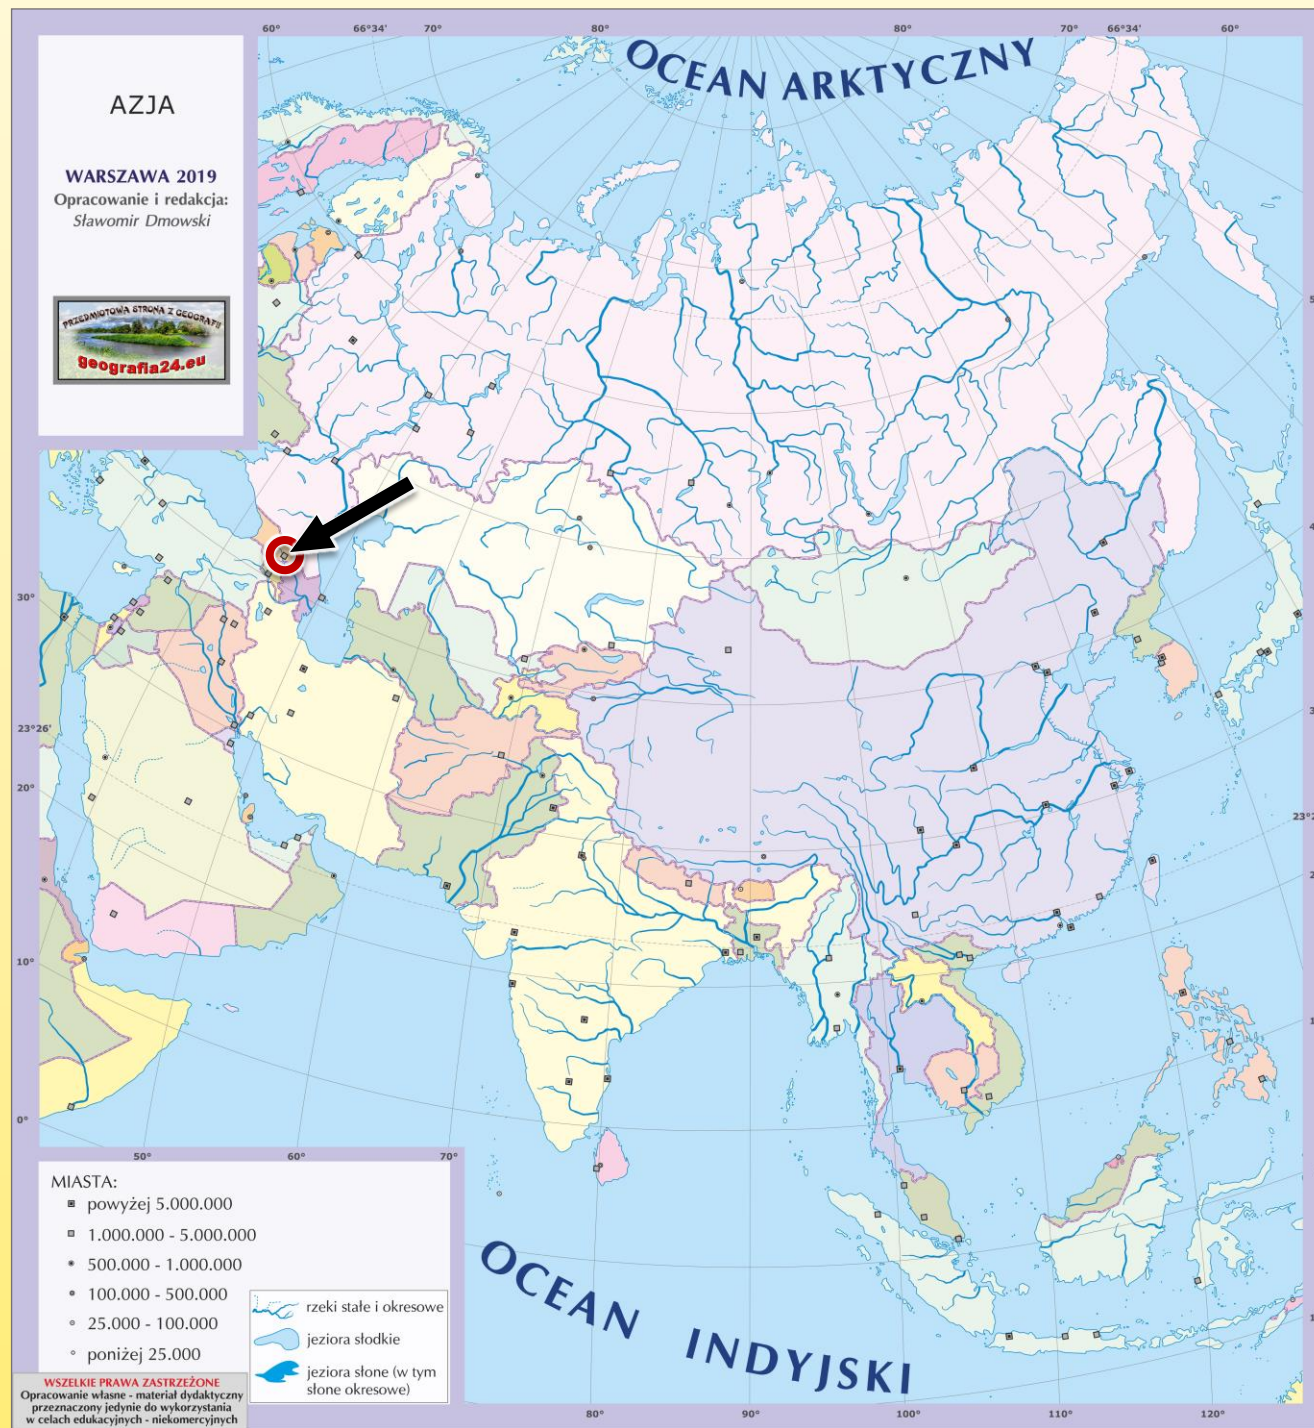 60°
66°34'
70°
80°
80°
70°
66°34'
60°
AZJA
WARSZAWA 2019
Opracowanie i redakcja:
Sławomir Dmowski
PRZEDMIOTOWA STRONA Z GEOGRAFII
geografia24.eu
OCEAN ARKTYCZNY
30°
23°26'
20°
10°
0°
50°
60°
70°
MIASTA:
powyżej 5.000.000
1.000.000 - 5.000.000
500.000 - 1.000.000
100.000 - 500.000
25.000 - 100.000
poniżej 25.000
rzeki stałe i okresowe
jeziora słodkie
jeziora słone (w tym
słone okresowe)
WSZELKIE PRAWA ZASTRZEŻONE
Opracowanie własne - materiał dydaktyczny
przeznaczony jedynie do wykorzystania
w celach edukacyjnych - niekomercyjnych
OCEAN INDYJSKI
80°
90°
100°
110°
120°